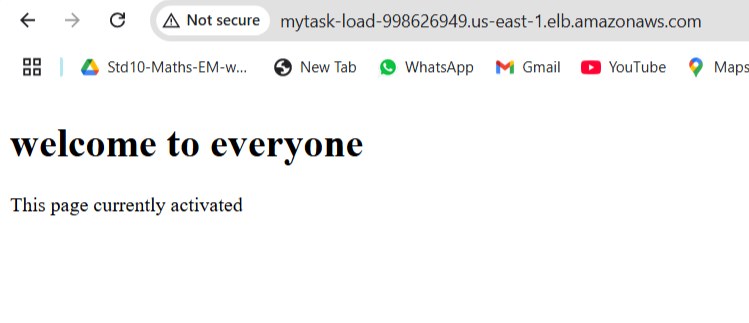 Not secure mytask-load-998626949.us-east-1.elb.amazonaws.com
Std10-Maths-EM-w... New Tab WhatsApp Gmail YouTube Maps
welcome to everyone
This page currently activated